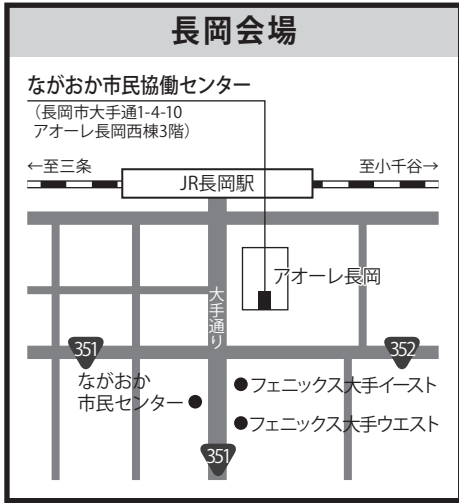 長岡会場
ながおか市民協働センター
（長岡市大手通1-4-10
アオーレ長岡西棟3階）
←至三条
至小千谷→
JR長岡駅
アオーレ長岡
大手通り
351
352
ながおか
市民センター
フェニックス大手イースト
フェニックス大手ウエスト
351